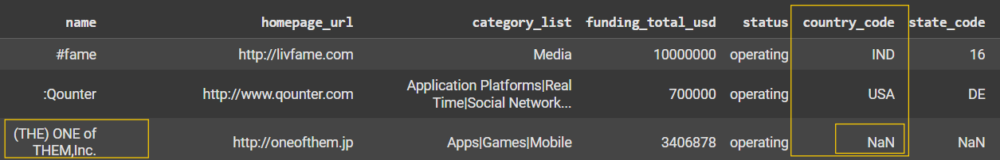 name homepage_url category_list funding_total_usd status country_code state_code
#fame http://livfame.com Media 10000000 operating IND 16
:Qounter http://www.qounter.com Application Platforms|Real 700000 operating USA DE
Time|Social Network...
(THE) ONE of http://oneofthem.jp Apps|Games|Mobile 3406878 operating NaN NaN
THEM,Inc.